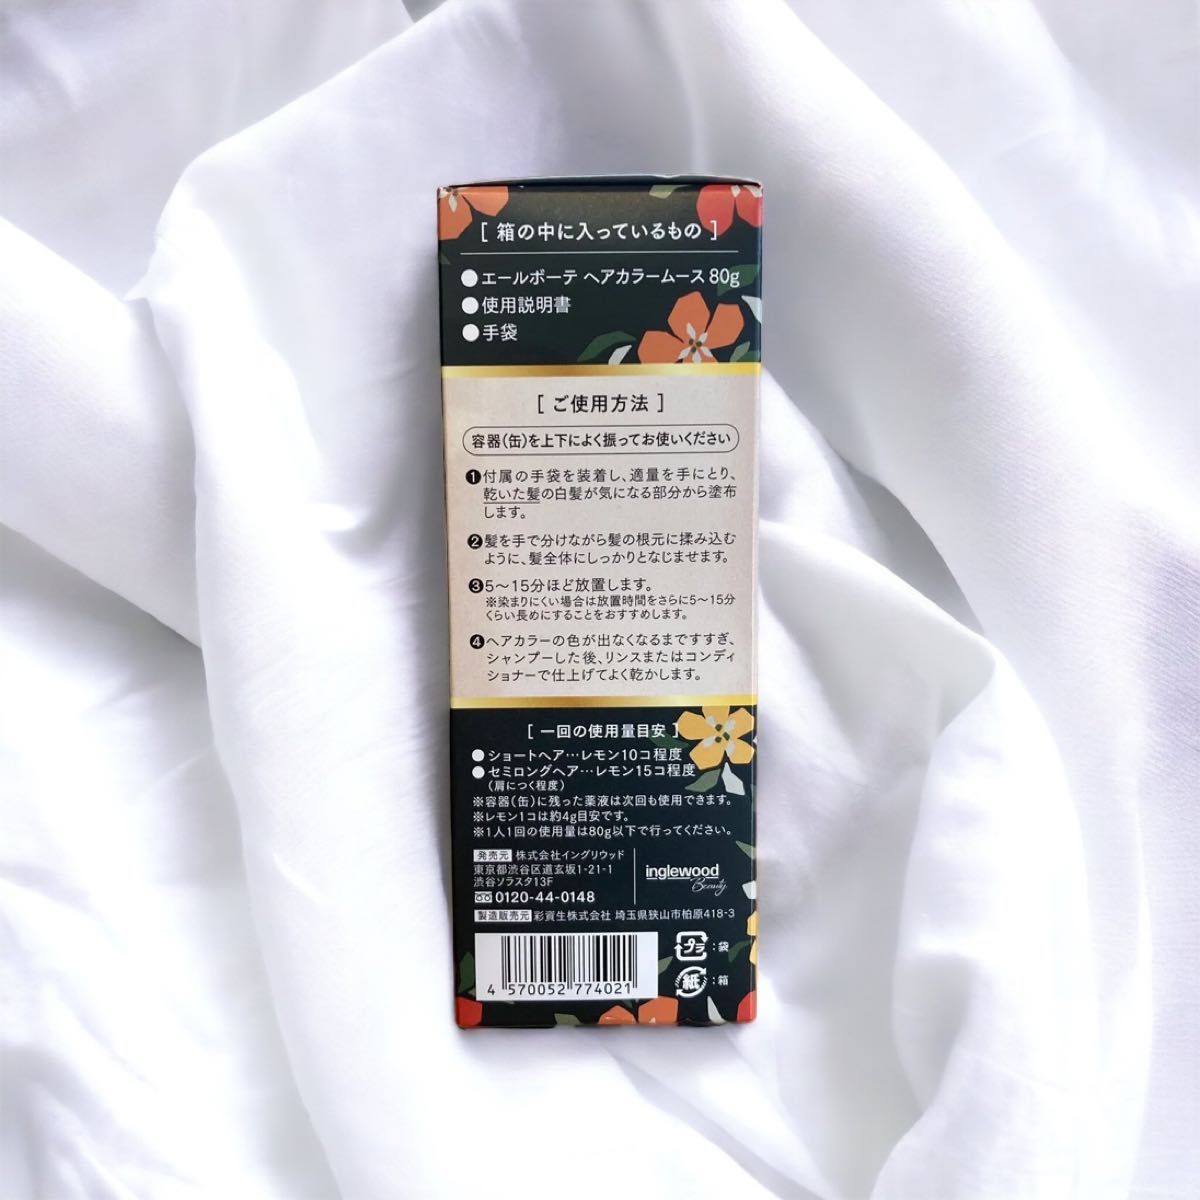 [ 箱の中に入っているもの ]
●エールボーテ ヘアカラームース 80g
●使用説明書
●手袋
[ ご使用方法 ]
容器(缶)を上下によく振ってお使いください
❶付属の手袋を装着し、適量を手にとり、
乾いた髪の白髪が気になる部分から塗布
します。
❷髪を手で分けながら髪の根元に揉み込む
ように、髪全体にしっかりとなじませます。
❸5〜15分ほど放置します。
※染まりにくい場合は放置時間をさらに5〜15分
くらい長めにすることをおすすめします。
❹ヘアカラーの色が出なくなるまですすぎ、
シャンプーした後、リンスまたはコンディ
ショナーで仕上げてよく乾かします。
[ 一回の使用量目安 ]
●ショートヘア…レモン10コ程度
●セミロングヘア…レモン15コ程度
(肩につく程度)
※容器(缶)に残った薬液は次回も使用できます。
※レモン1コは約4g目安です。
※1人1回の使用量は80g以下で行ってください。
発売元 株式会社イングリウッド
東京都渋谷区道玄坂1-21-1
渋谷ソラスタ13F
0120-44-0148
inglewood
Beauty
製造販売元 彩資生株式会社 埼玉県狭山市柏原418-3
プラ:袋
紙:箱
4 570052 774021